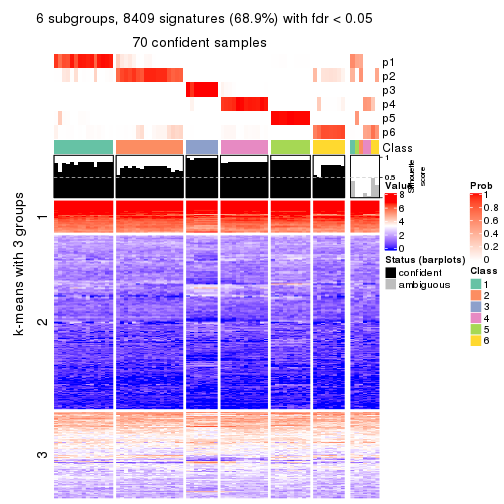 6 subgroups, 8409 signatures (68.9%) with fdr < 0.05
70 confident samples
p1
p2
p3
p4
p5
p6
Class
1
0.5
0
Silhouette
score
k-means with 3 groups
1
2
3
Value
8
6
4
2
0
Status (barplots)
confident
ambiguous
Prob
1
0.8
0.6
0.4
0.2
0
Class
1
2
3
4
5
6